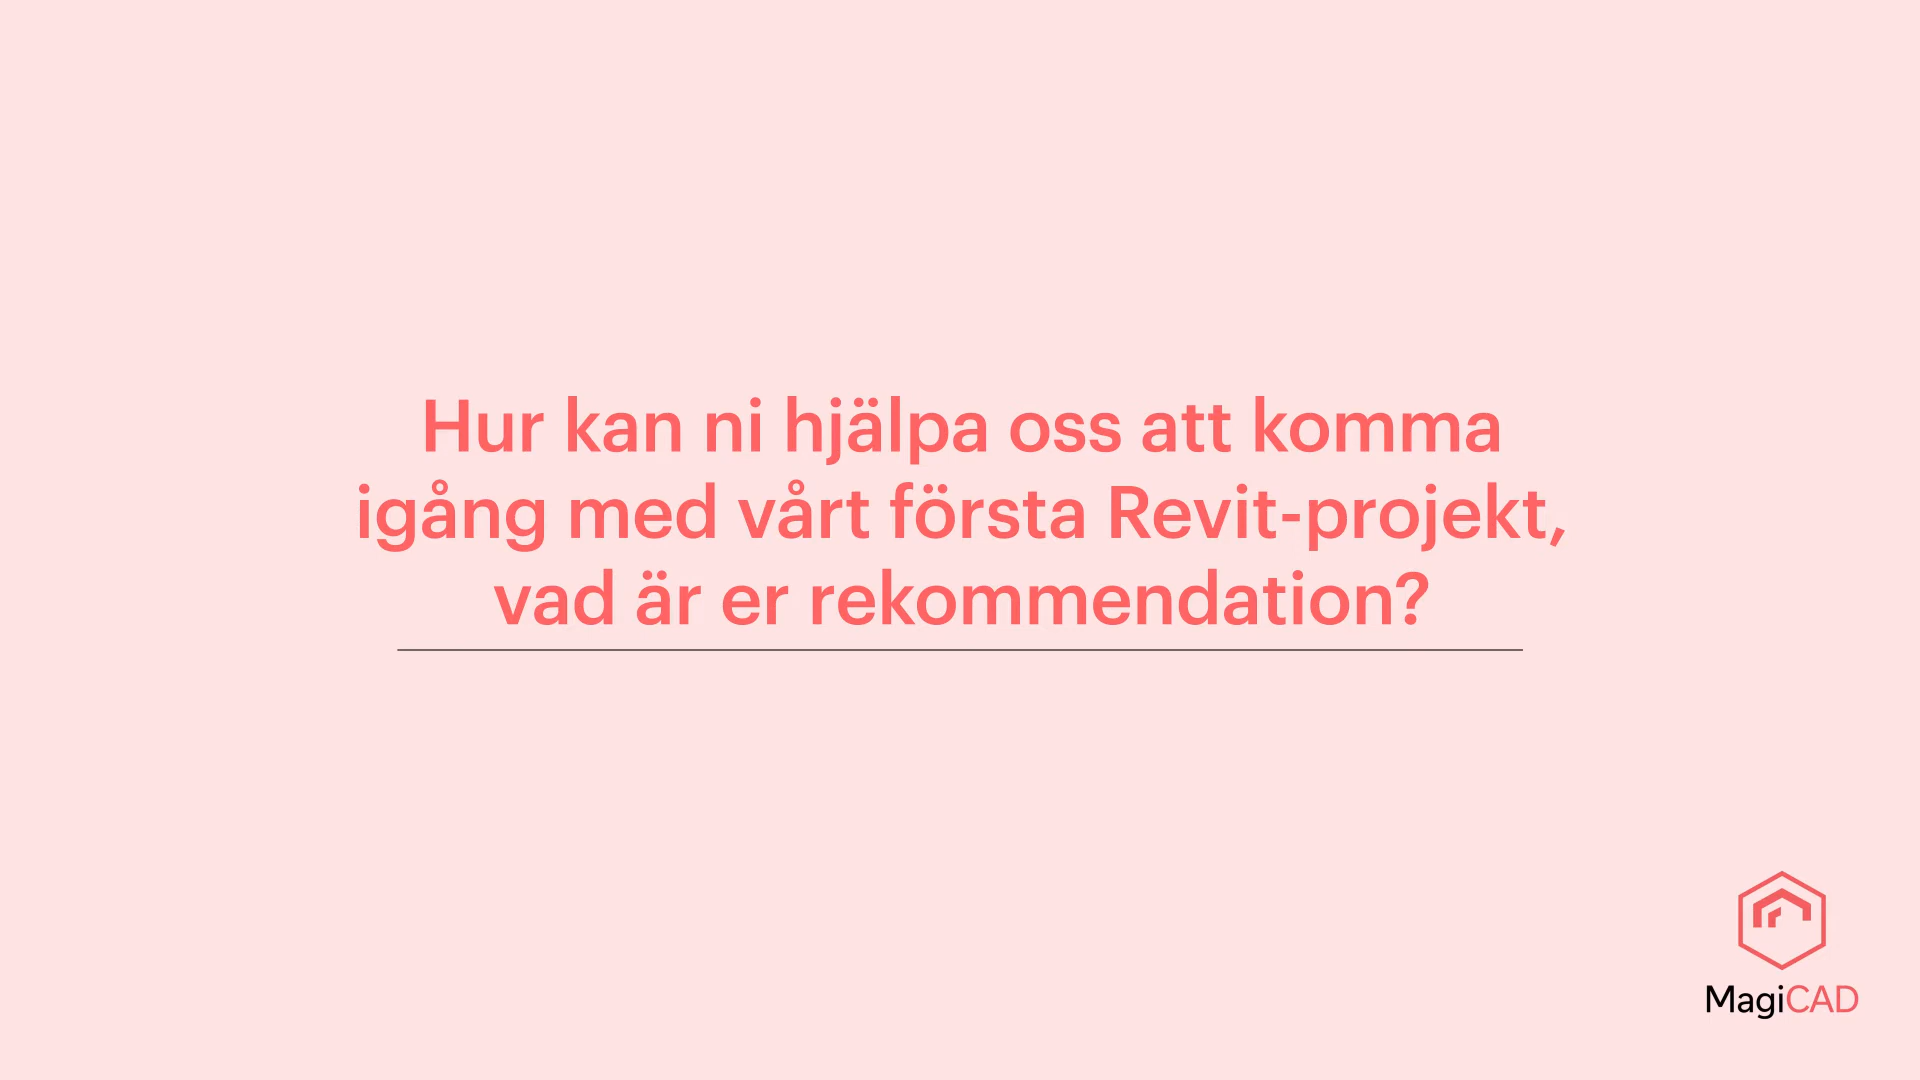 Hur kan ni hjälpa oss att komma
igång med vårt första Revit-projekt,
vad är er rekommendation?
MagiCAD